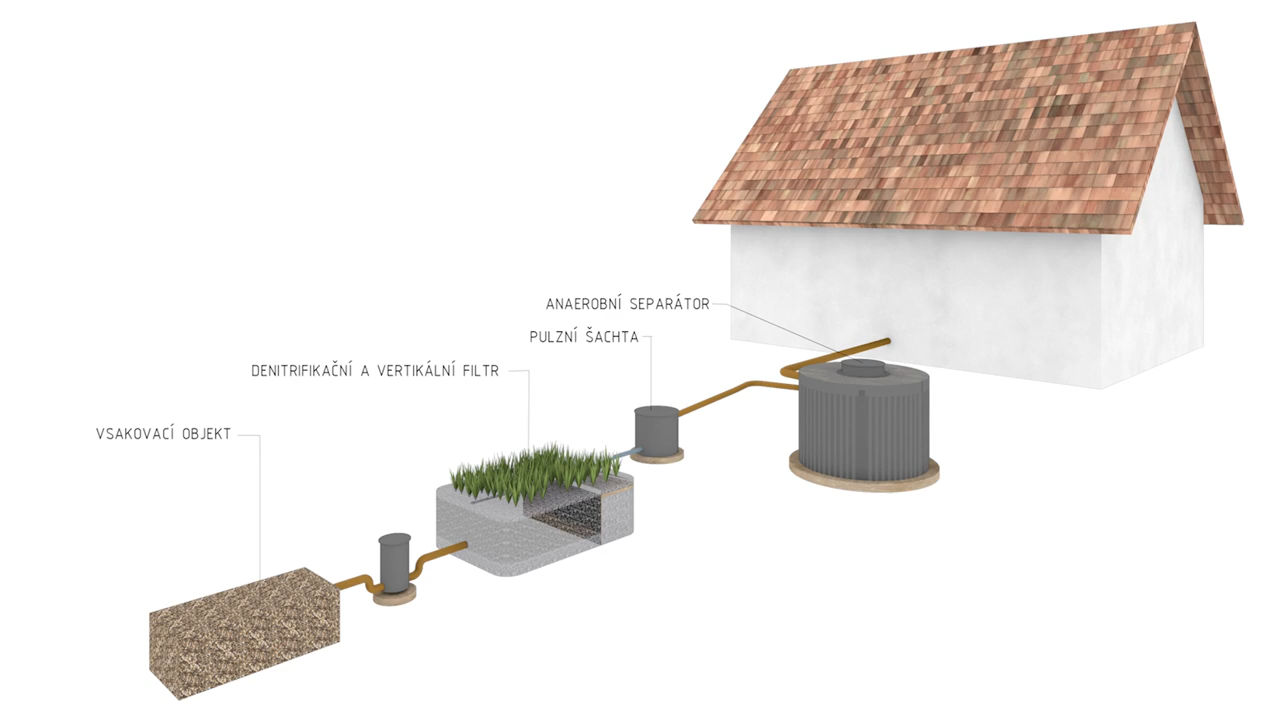 ANAEROBNÍ SEPARÁTOR
PULZNÍ ŠACHTA
DENITRIFIKAČNÍ A VERTIKÁLNÍ FILTR
VSAKOVACÍ OBJEKT